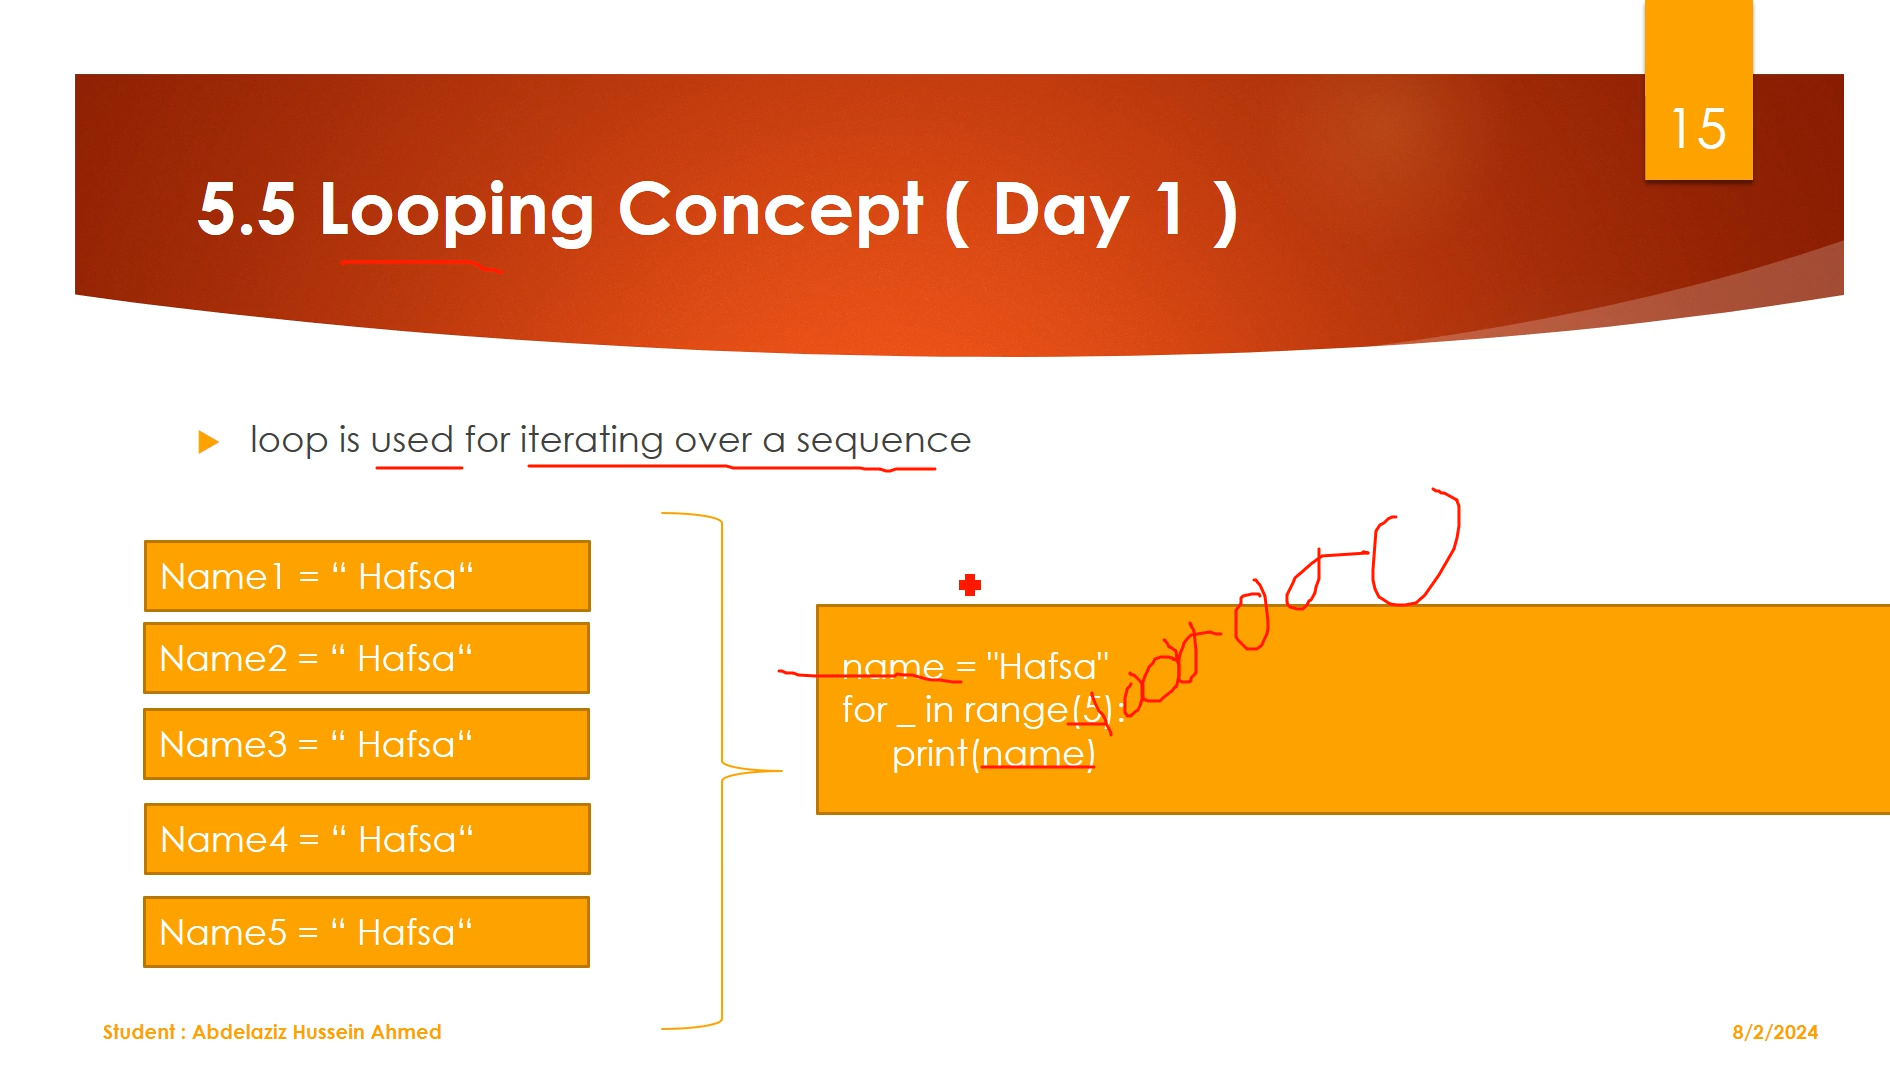 15
5.5 Looping Concept ( Day 1 )
loop is used for iterating over a sequence
Name1 = “ Hafsa“
Name2 = “ Hafsa“
Name3 = “ Hafsa“
Name4 = “ Hafsa“
Name5 = “ Hafsa“
name = "Hafsa"
for _ in range(5):
print(name)
Student : Abdelaziz Hussein Ahmed
8/2/2024